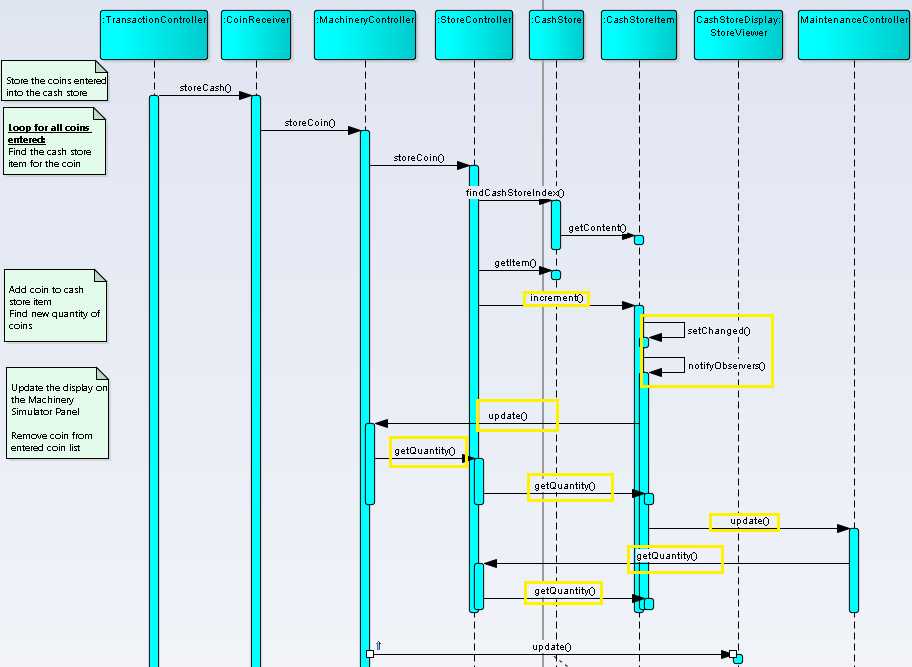 :TransactionController
:CoinReceiver
:MachineryController
:StoreController
:CashStore
:CashStoreItem
CashStoreDisplay:
StoreViewer
MaintenanceController
Store the coins entered
into the cash store
storeCash()
Loop for all coins
entered:
Find the cash store
item for the coin
storeCoin()
storeCoin()
findCashStoreIndex()
getContent()
getItem()
Add coin to cash
store item
Find new quantity of
coins
increment()
setChanged()
notifyObservers()
Update the display on
the Machinery
Simulator Panel
Remove coin from
entered coin list
update()
getQuantity()
getQuantity()
update()
getQuantity()
getQuantity()
update()